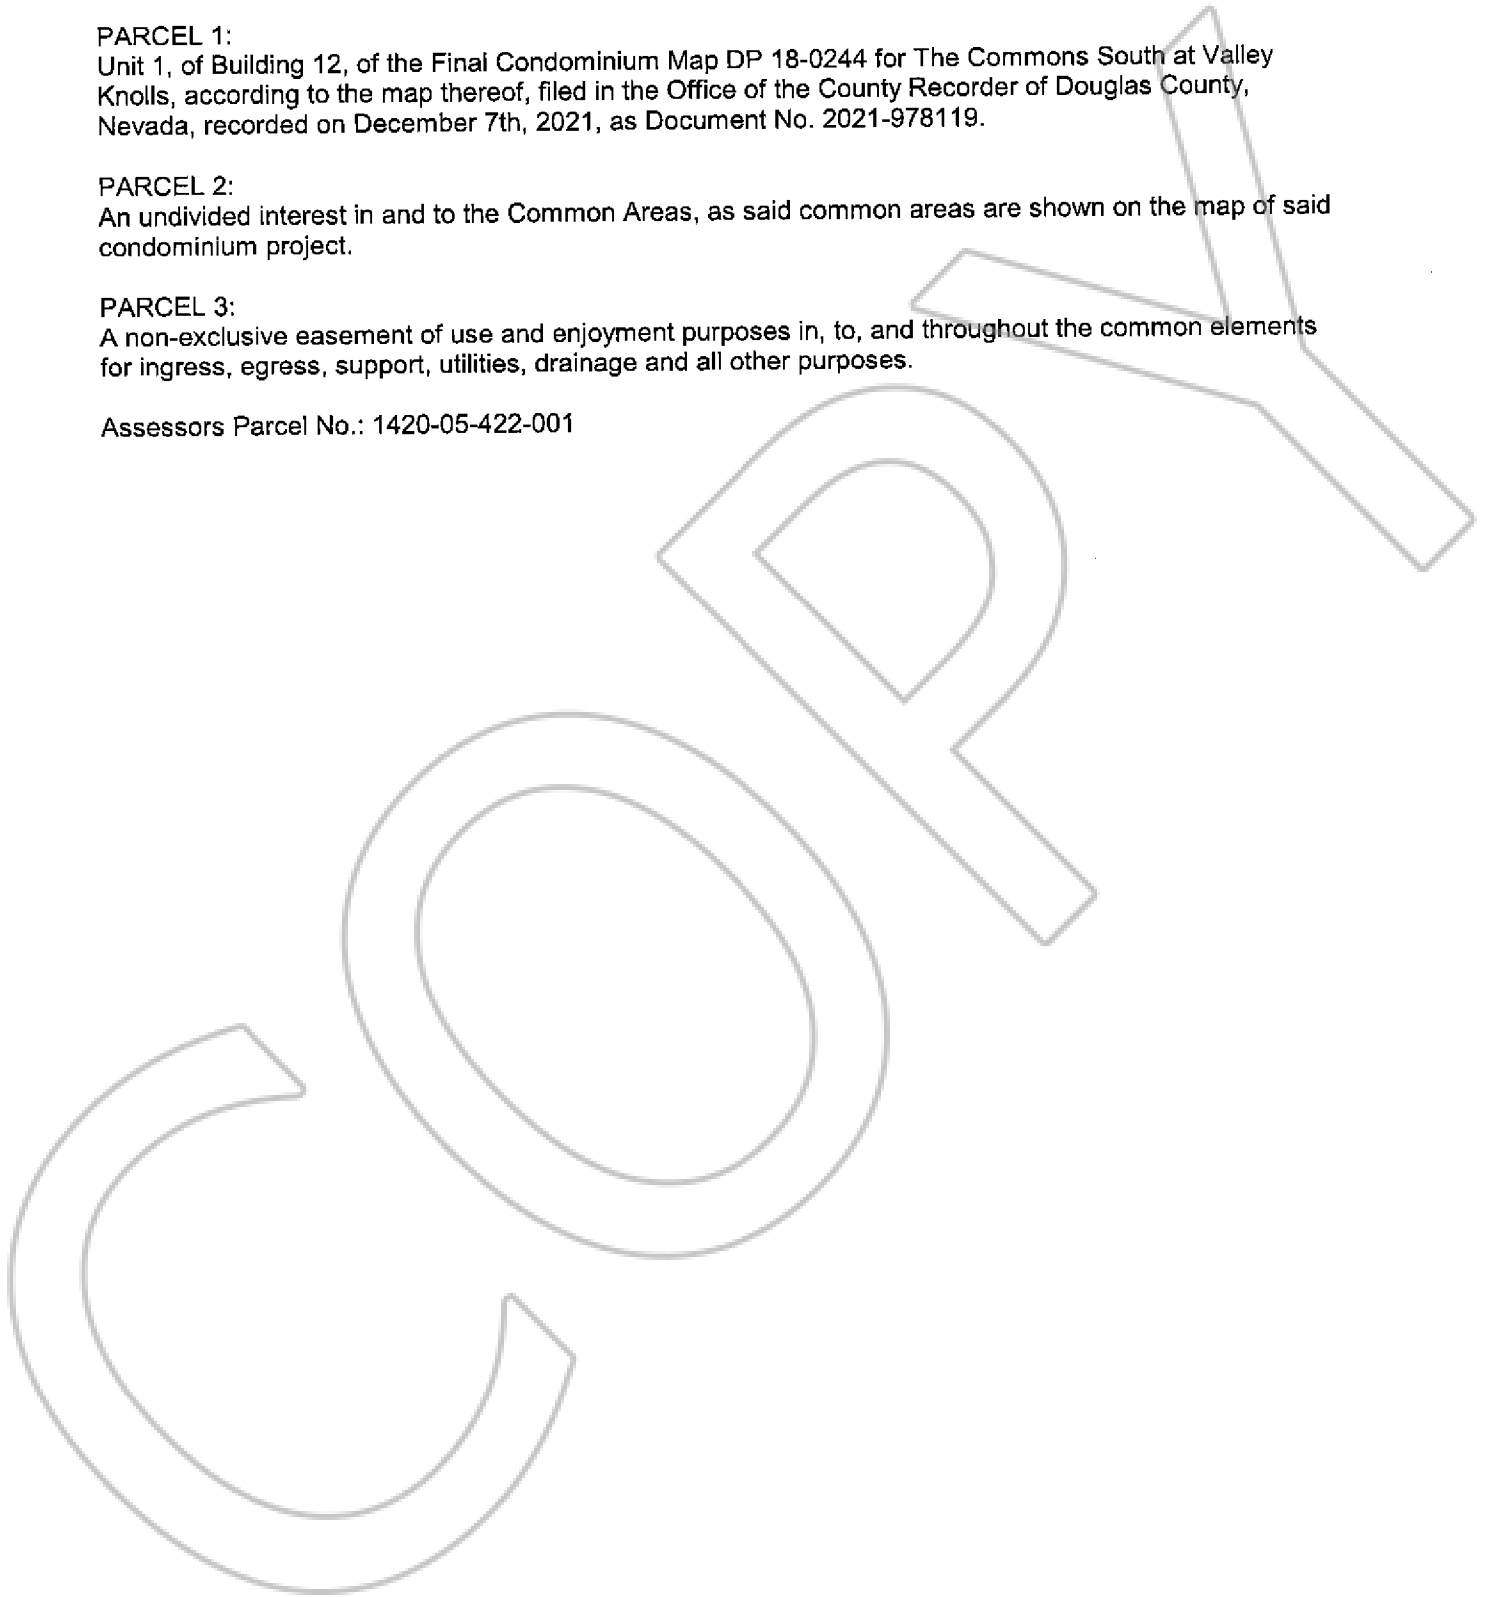 PARCEL 1:
Unit 1, of Building 12, of the Final Condominium Map DP 18-0244 for The Commons South at Valley
Knolls, according to the map thereof, filed in the Office of the County Recorder of Douglas County,
Nevada, recorded on December 7th, 2021, as Document No. 2021-978119.
PARCEL 2:
An undivided interest in and to the Common Areas, as said common areas are shown on the map of said
condominium project.
PARCEL 3:
A non-exclusive easement of use and enjoyment purposes in, to, and throughout the common elements
for ingress, egress, support, utilities, drainage and all other purposes.
Assessors Parcel No.: 1420-05-422-001
COPY